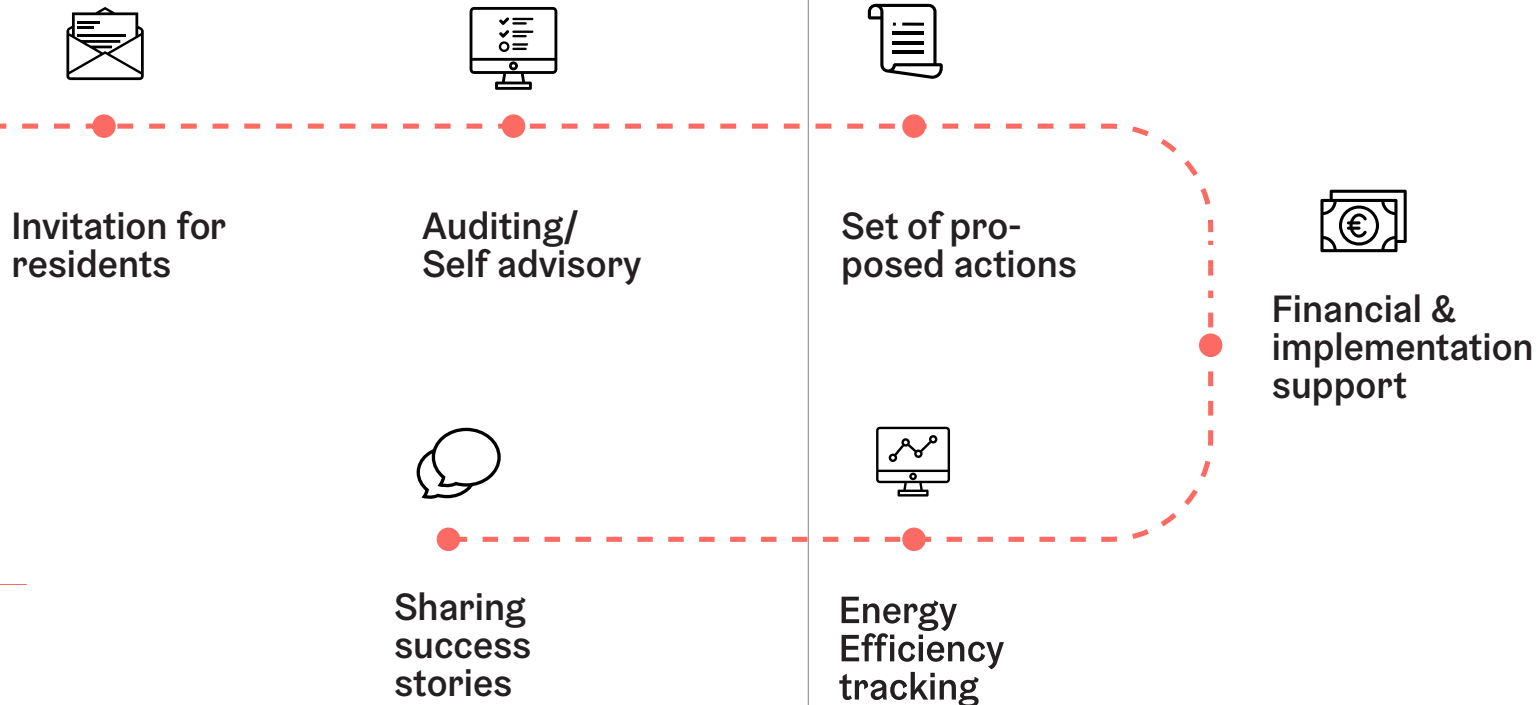 Invitation for
residents
Auditing/
Self advisory
Set of pro-
posed actions
€
Financial &
implementation
support
Sharing
success
stories
Energy
Efficiency
tracking